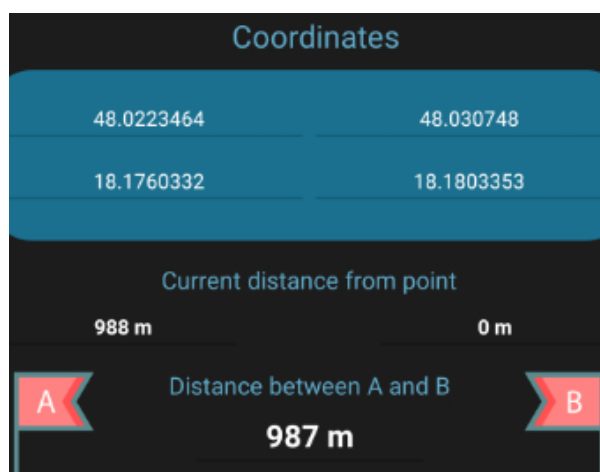 Coordinates
48.0223464 48.030748
18.1760332 18.1803353
Current distance from point
988 m 0 m
A Distance between A and B B
987 m